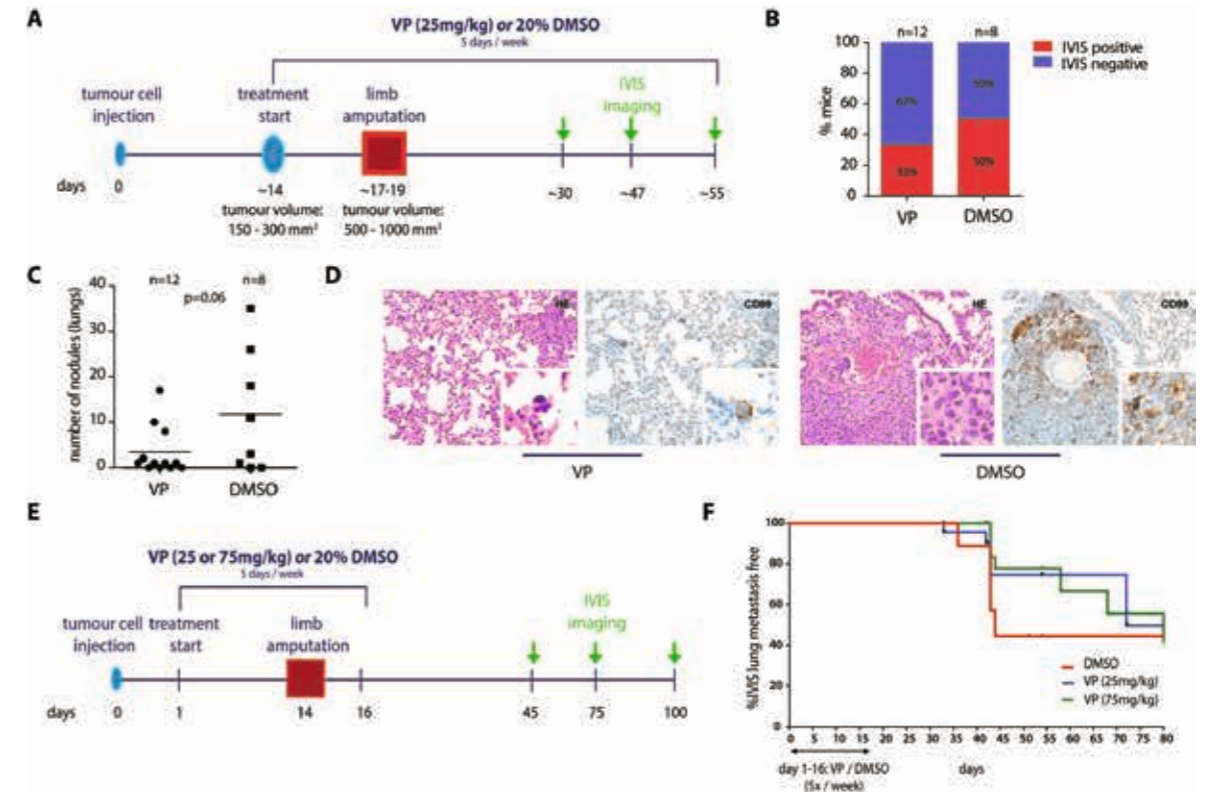 A
VP (25mg/kg) or 20% DMSO
5 days / week
tumour cell injection
treatment start
limb amputation
IVIS imaging
days
0
~14
~17-19
~30
~47
~55
tumour volume:
150 - 300 mm³
tumour volume:
500 - 1000 mm³
B
n=12
n=8
IVIS positive
IVIS negative
% mice
100
80
60
40
20
0
67%
33%
50%
50%
VP
DMSO
C
n=12
n=8
p=0.06
number of nodules (lungs)
40
30
20
10
0
VP
DMSO
D
HE
CD99
HE
CD99
VP
DMSO
E
VP (25 or 75mg/kg) or 20% DMSO
5 days / week
tumour cell injection
treatment start
limb amputation
IVIS imaging
days
0
1
14
16
45
75
100
F
%IVIS lung metastasis free
100
80
60
40
20
0
DMSO
VP (25mg/kg)
VP (75mg/kg)
0 5 10 15 20 25 30 35 40 45 50 55 60 65 70 75 80
day 1-16: VP / DMSO
(5x / week)
days